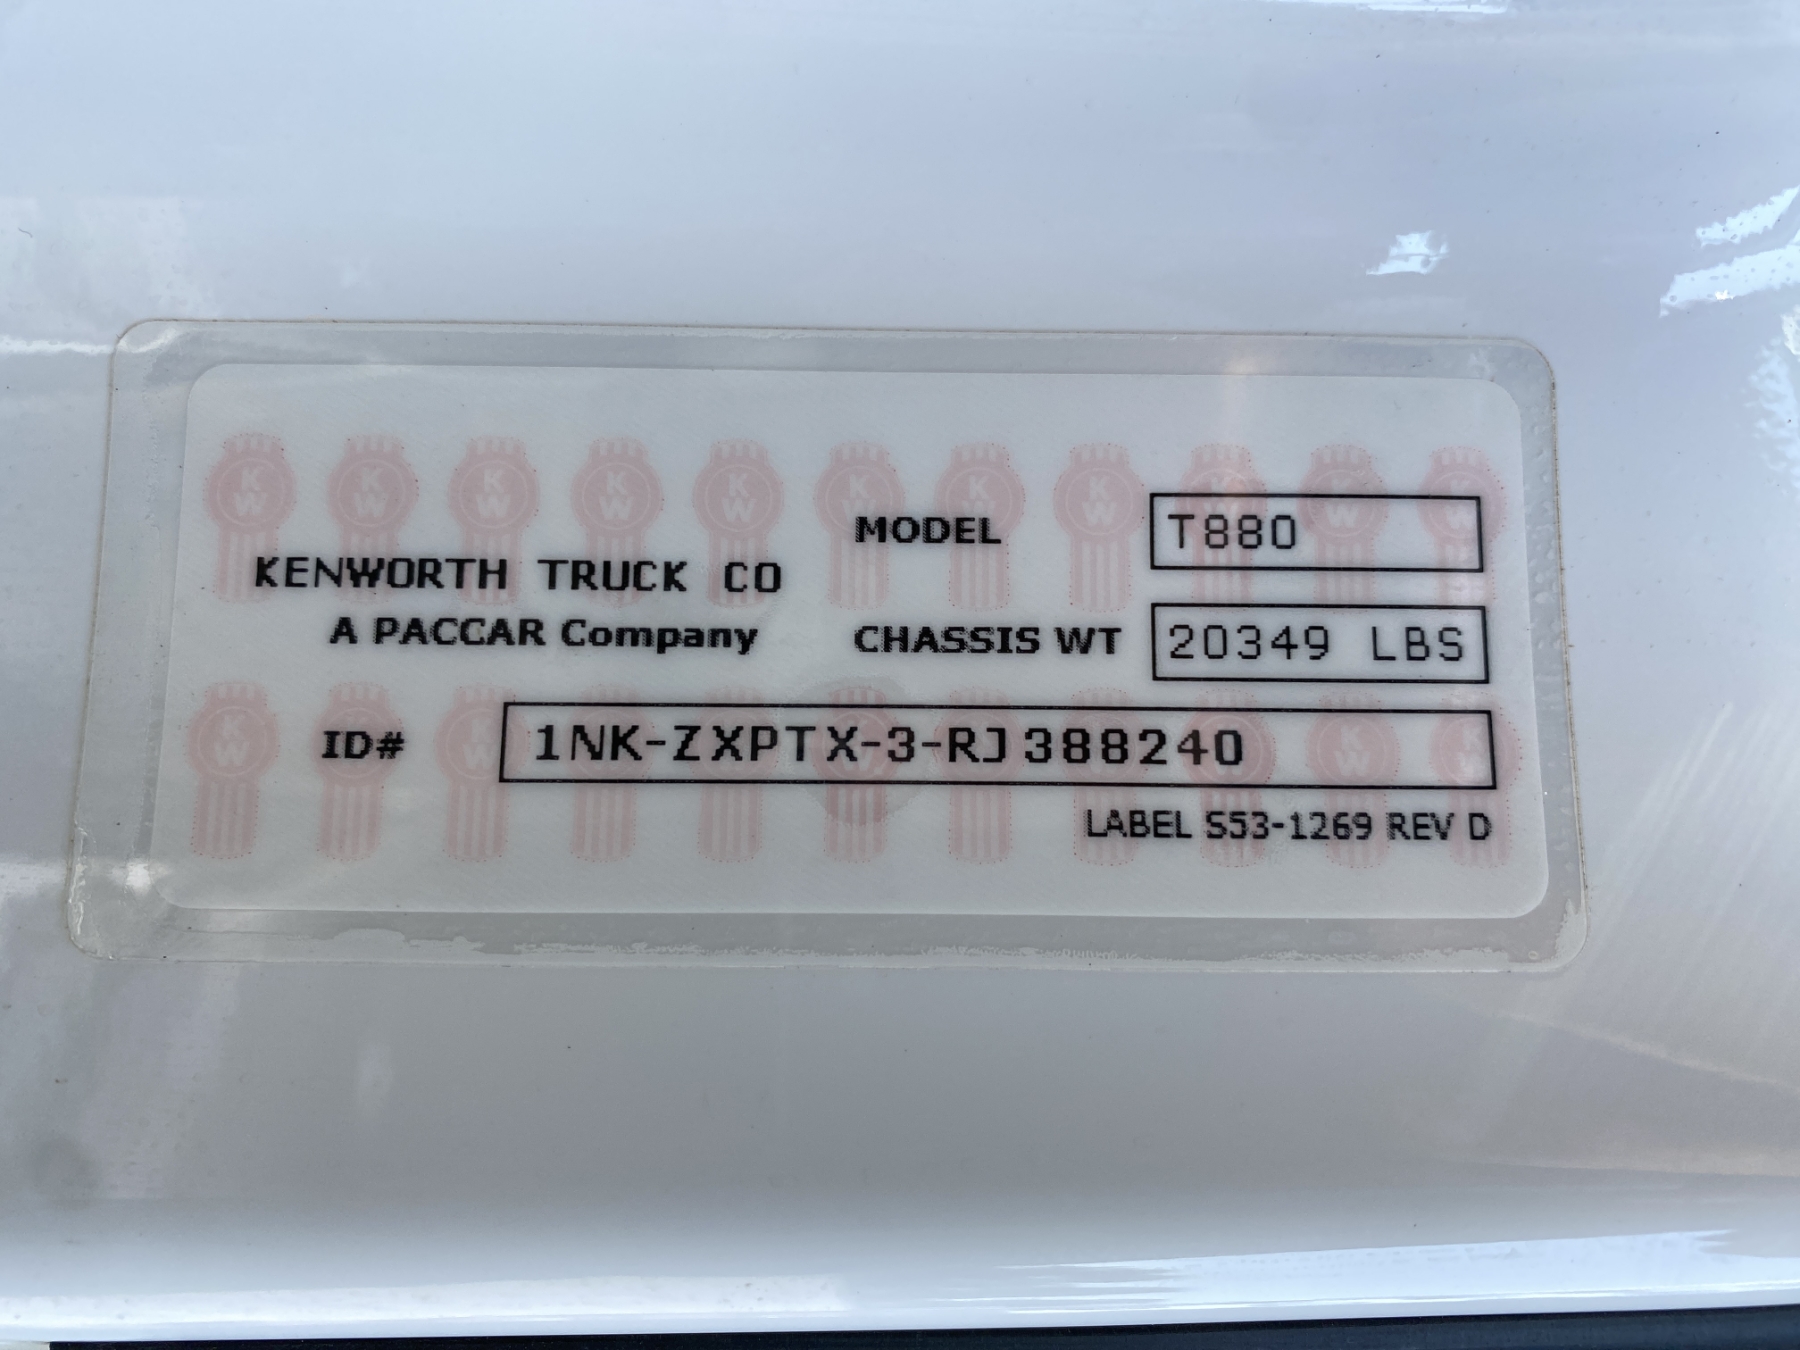 MODEL T880
KENWORTH TRUCK CO
A PACCAR Company
CHASSIS WT 20349 LBS
ID# 1NK-ZXPTX-3-RJ388240
LABEL S53-1269 REV D